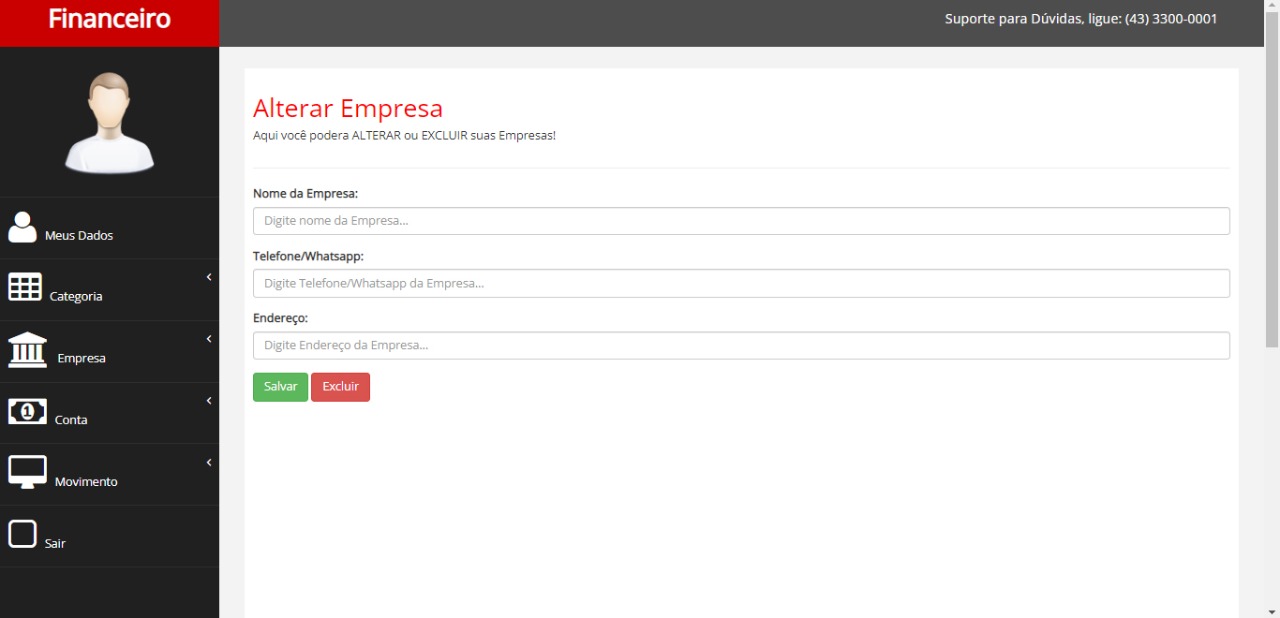 Financeiro
Suporte para Dúvidas, ligue: (43) 3300-0001
Meus Dados
Categoria
Empresa
1
Conta
Movimento
Sair
Alterar Empresa
Aqui você podera ALTERAR ou EXCLUIR suas Empresas!
Nome da Empresa:
Digite nome da Empresa...
Telefone/Whatsapp:
Digite Telefone/Whatsapp da Empresa...
Endereço:
Digite Endereço da Empresa...
Salvar Excluir